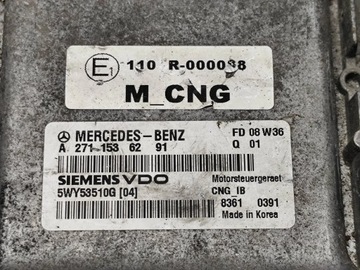 E1 110 R-000038
M_CNG
MERCEDES-BENZ FD 08 W36
A 271 153 62 91 Q 01
SIEMENS VDO Motorsteuergeraet
5WY53510G [04] CNG_IB
8361 0391
Made in Korea